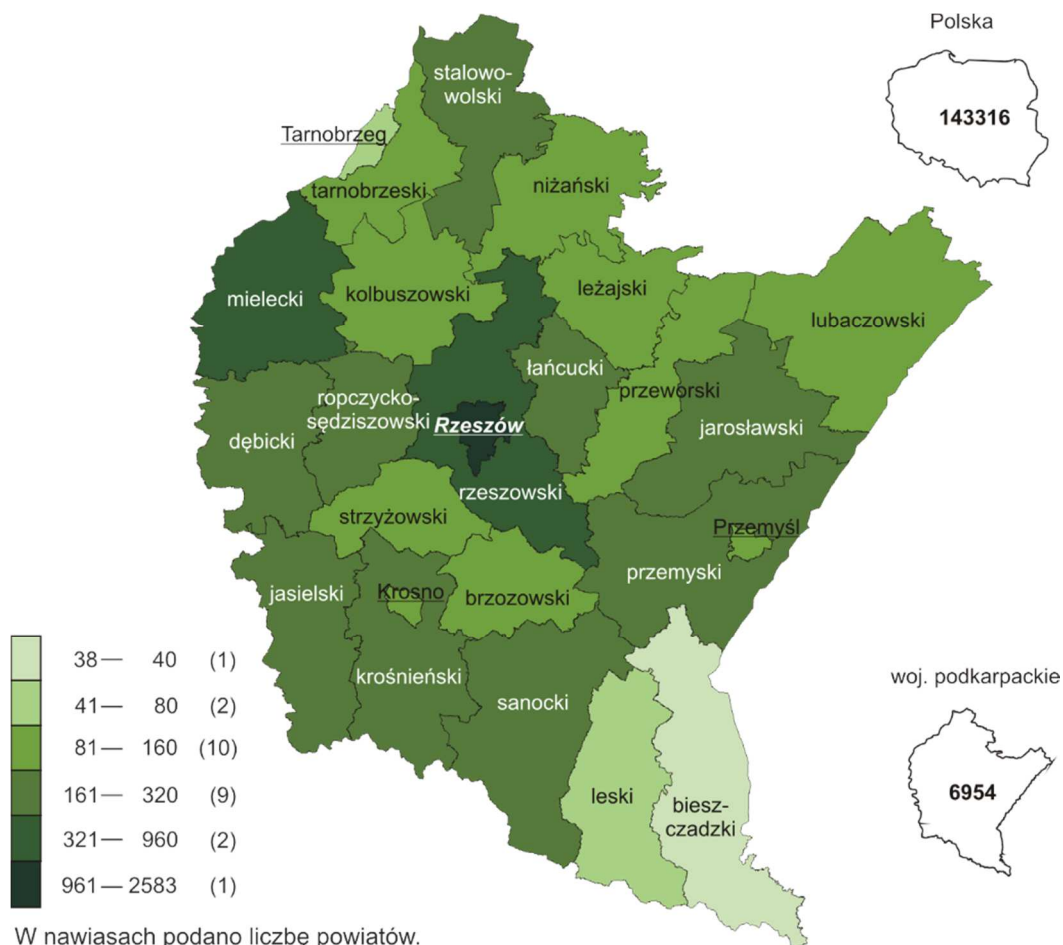 Polska
143316
stalowo-
wolski
Tarnobrzeg
tarnobrzeski
niżański
mielecki
kolbuszowski
leżajski
lubaczowski
łańcucki
przeworski
ropczycko-
sędziszowski
Rzeszów
dębicki
jarosławski
rzeszowski
strzyżowski
Przemyśl
przemyski
jasielski
Krosno
brzozowski
krośnieński
sanocki
leski
biesz-
czadzki
woj. podkarpackie
6954
38— 40 (1)
41— 80 (2)
81— 160 (10)
161— 320 (9)
321— 960 (2)
961— 2583 (1)
W nawiasach podano liczbę powiatów.